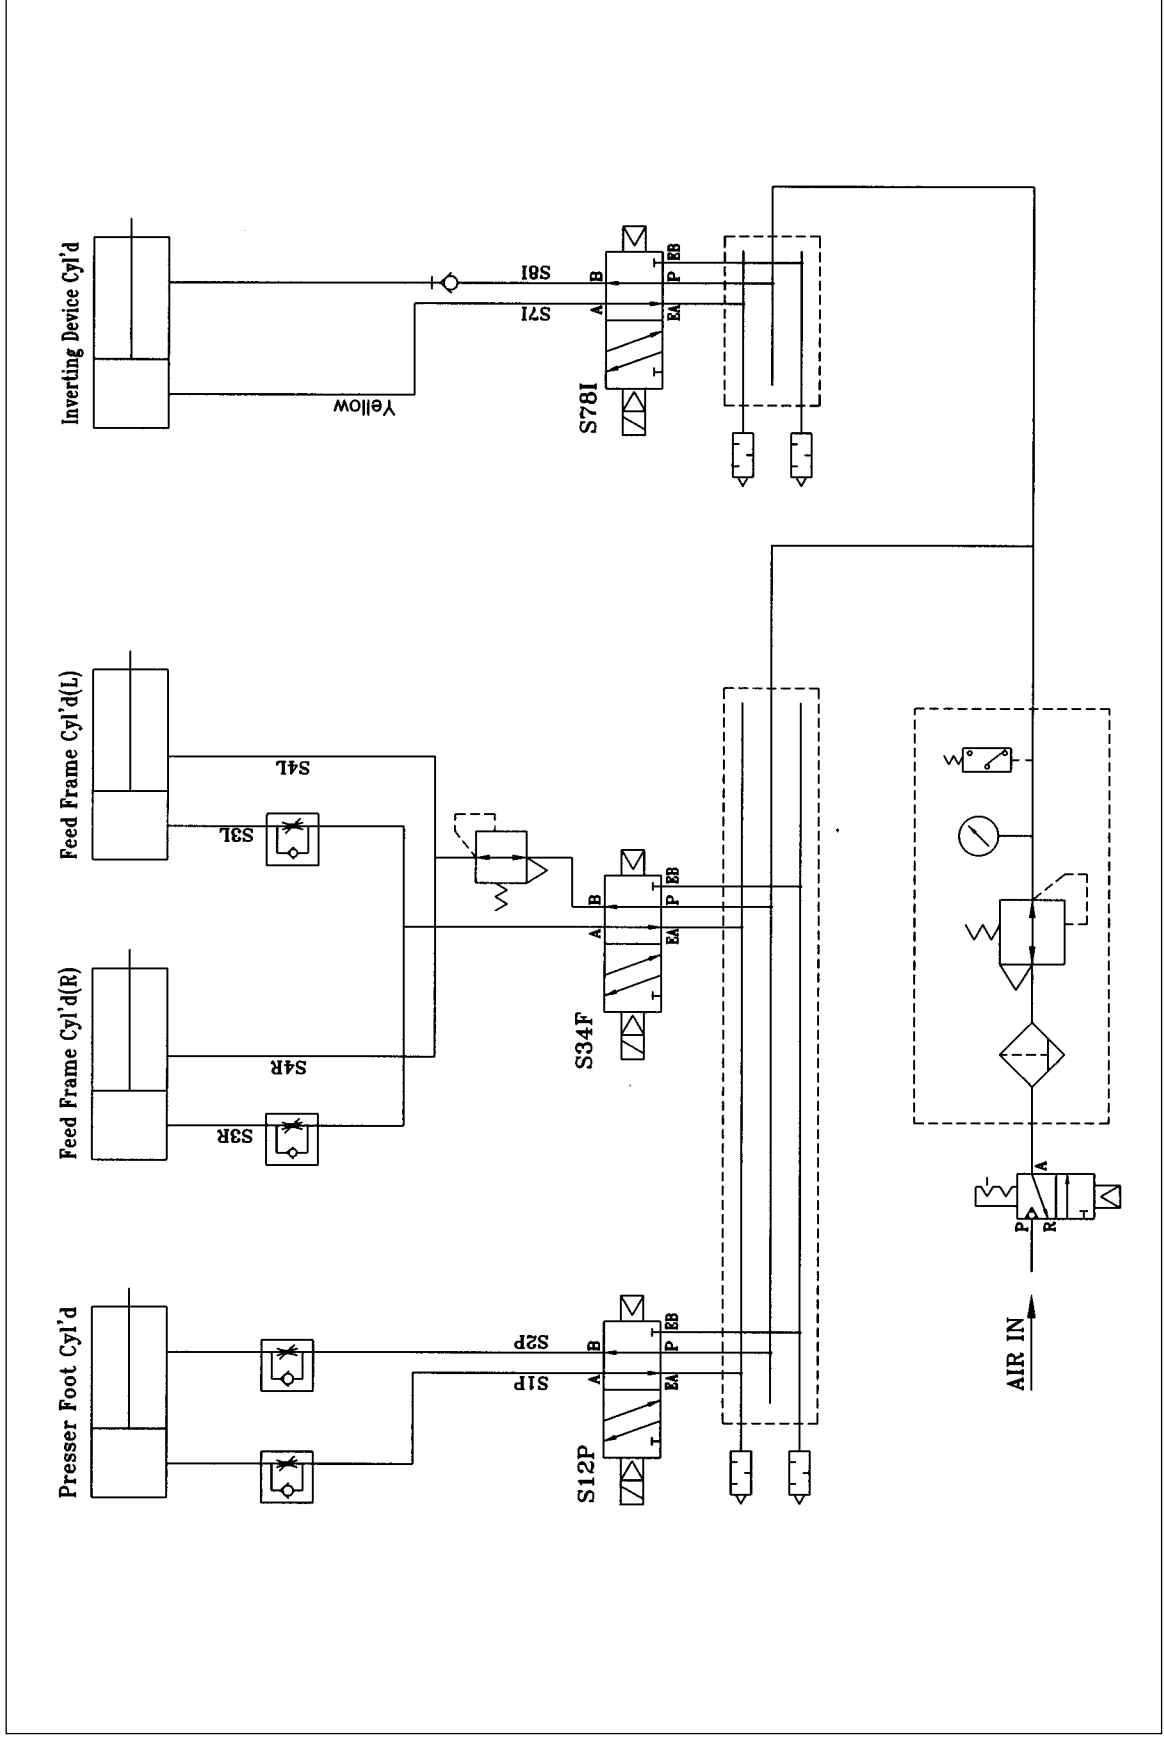 Presser Foot Cyl'd
Feed Frame Cyl'd(R)
Feed Frame Cyl'd(L)
Inverting Device Cyl'd
S3R
S4R
S3L
S4L
Yellow
S1P
S2P
S7I
S8I
S12P
A
B
EA
P
EB
S34F
A
B
EA
P
EB
S78I
A
B
EA
P
EB
AIR IN
P
R
A